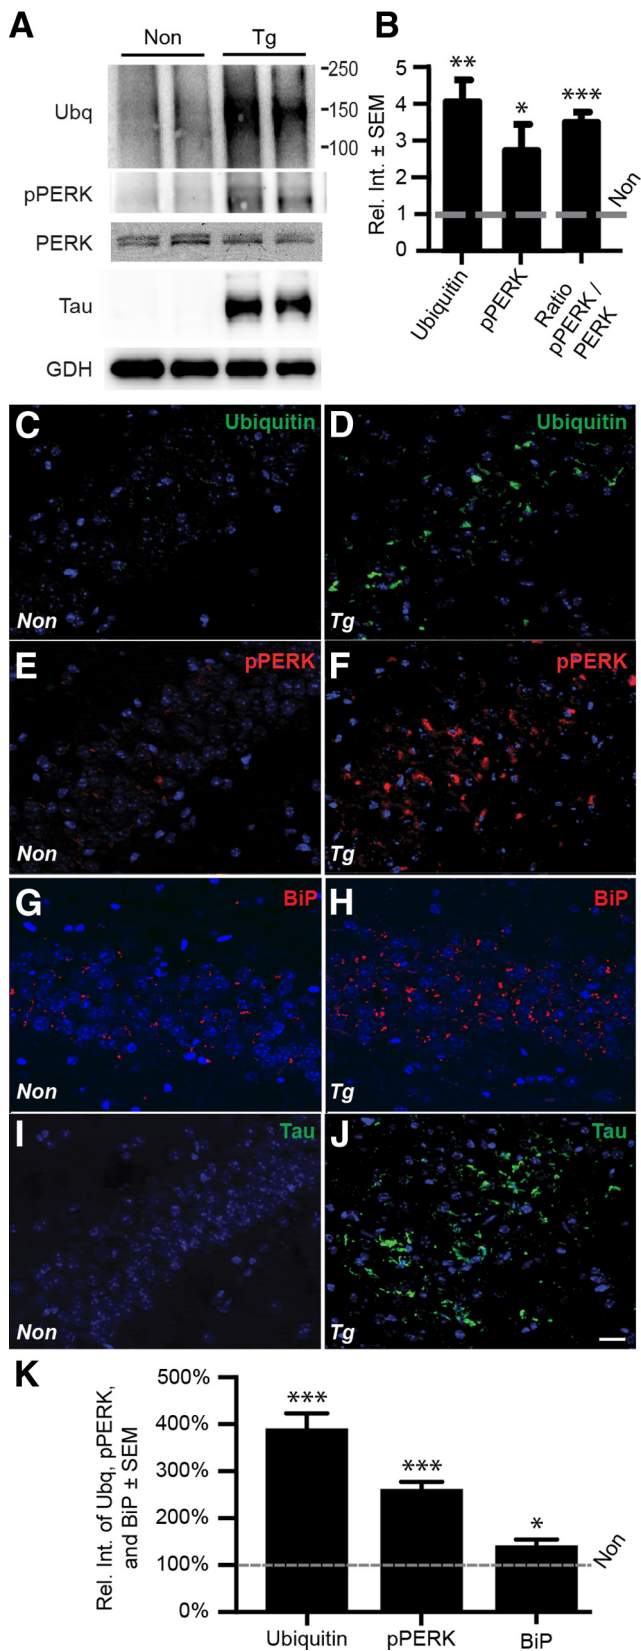 A
Non Tg
Ubq
-250
-150
-100
pPERK
PERK
Tau
GDH
B
Rel. Int. ± SEM
5
4
3
2
1
0
** * ***
Non
Ubiquitin
pPERK
Ratio
pPERK /
PERK
C Ubiquitin
Non
D Ubiquitin
Tg
E pPERK
Non
F pPERK
Tg
G BiP
Non
H BiP
Tg
I Tau
Non
J Tau
Tg
K
Rel. Int. of Ubq, pPERK,
and BiP ± SEM
500%
400%
300%
200%
100%
0%
*** *** *
Non
Ubiquitin pPERK BiP